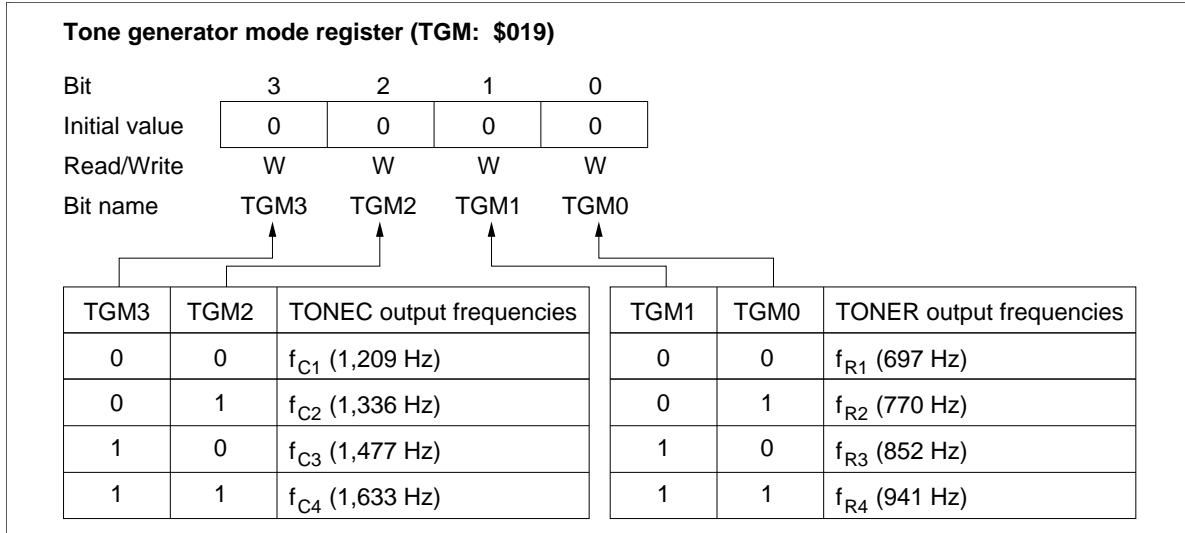 Tone generator mode register (TGM: $019)
Bit 3 2 1 0
Initial value 0 0 0 0
Read/Write W W W W
Bit name TGM3 TGM2 TGM1 TGM0
TGM3 TGM2 TONEC output frequencies
0 0 fC1 (1,209 Hz)
0 1 fC2 (1,336 Hz)
1 0 fC3 (1,477 Hz)
1 1 fC4 (1,633 Hz)
TGM1 TGM0 TONER output frequencies
0 0 fR1 (697 Hz)
0 1 fR2 (770 Hz)
1 0 fR3 (852 Hz)
1 1 fR4 (941 Hz)